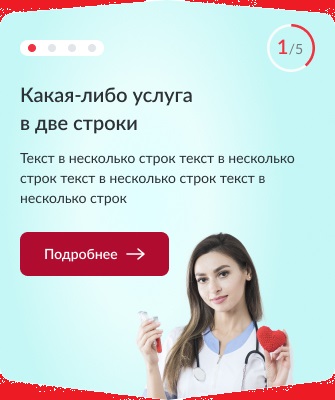 1/5
Какая-либо услуга
в две строки
Текст в несколько строк текст в несколько
строк текст в несколько строк текст в
несколько строк
Подробнее